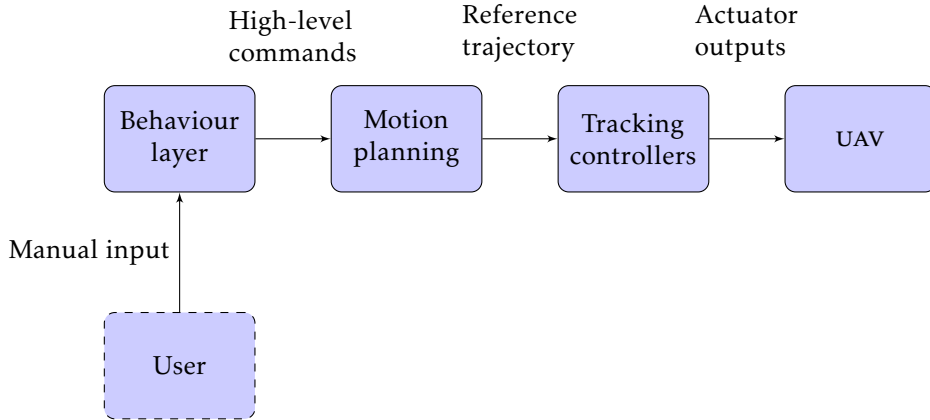 High-level
commands
Reference
trajectory
Actuator
outputs
Behaviour
layer
Motion
planning
Tracking
controllers
UAV
Manual input
User